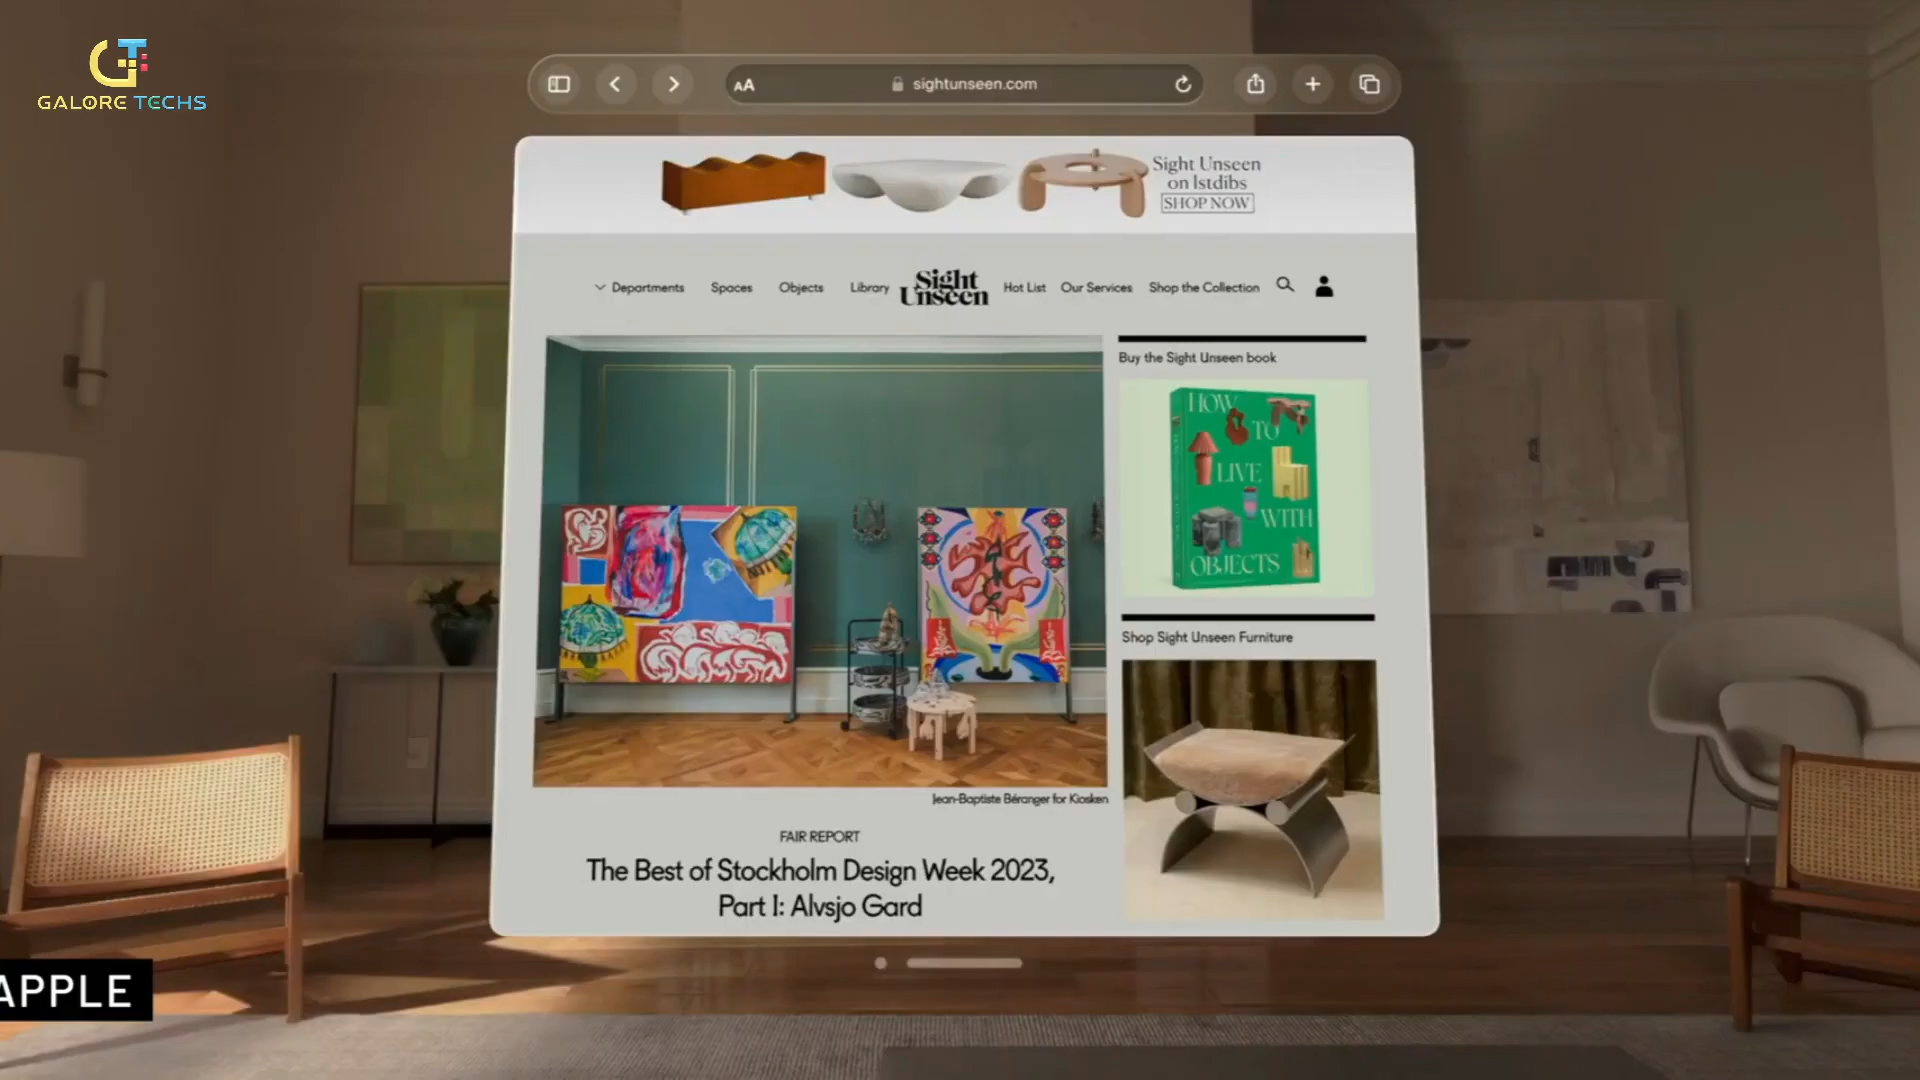 GALORE TECHS
AA
sightunseen.com
Sight Unseen
on 1stdibs
SHOP NOW
Departments
Spaces
Objects
Library
Sight
Unseen
Hot List
Our Services
Shop the Collection
Buy the Sight Unseen book
HOW
TO
LIVE
WITH
OBJECTS
Shop Sight Unseen Furniture
Jean-Baptiste Béranger for Kiosken
FAIR REPORT
The Best of Stockholm Design Week 2023,
Part I: Alvsjo Gard
APPLE